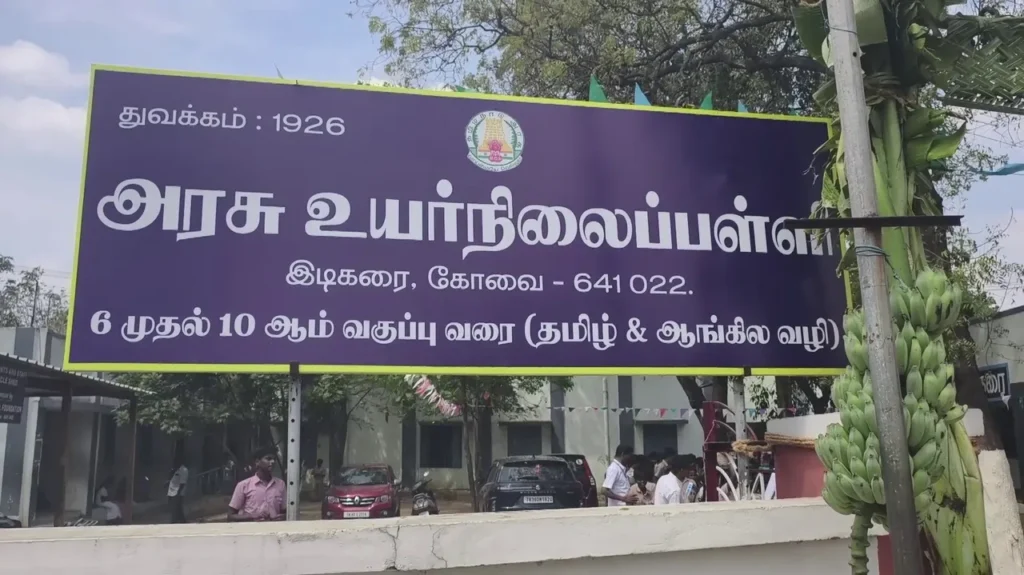 துவக்கம் : 1926
அரசு உயர்நிலைப்பள்ளி
இடிகரை, கோவை - 641 022.
6 முதல் 10 ஆம் வகுப்பு வரை (தமிழ் & ஆங்கில வழி)